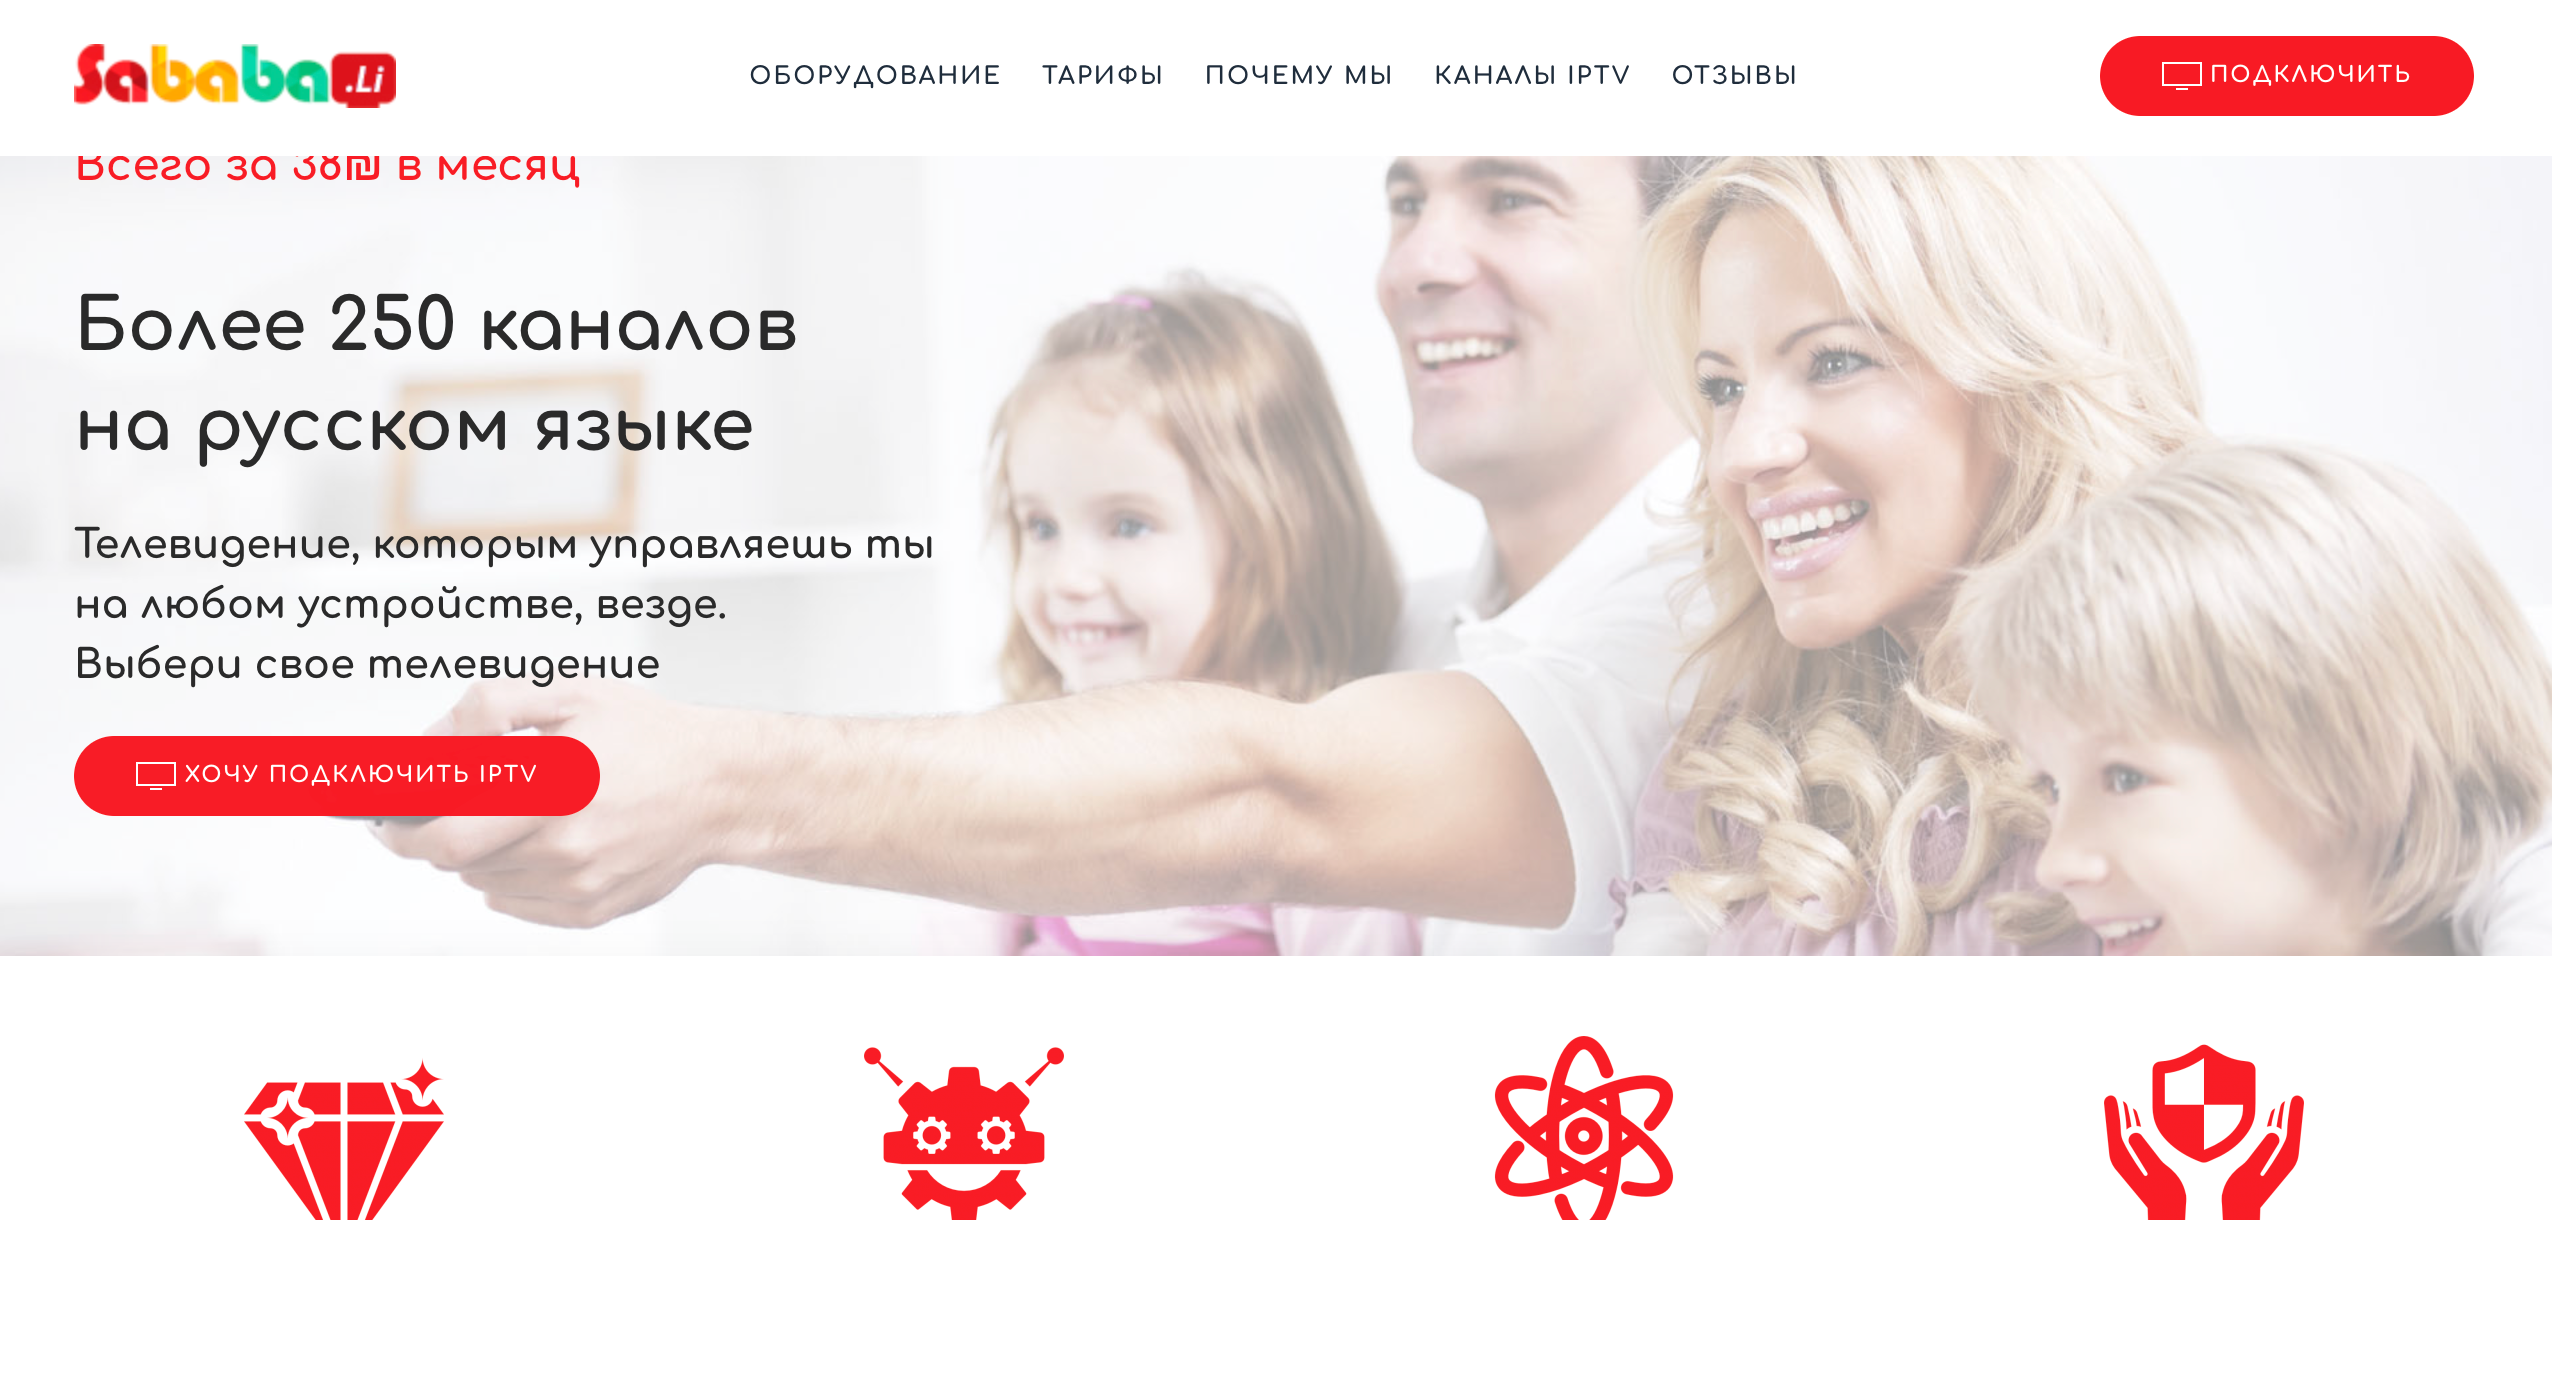 Sababa.Li
ОБОРУДОВАНИЕ ТАРИФЫ ПОЧЕМУ МЫ КАНАЛЫ IPTV ОТЗЫВЫ
ПОДКЛЮЧИТЬ
Всего за 38₪ в месяц
Более 250 каналов
на русском языке
Телевидение, которым управляешь ты
на любом устройстве, везде.
Выбери свое телевидение
ХОЧУ ПОДКЛЮЧИТЬ IPTV